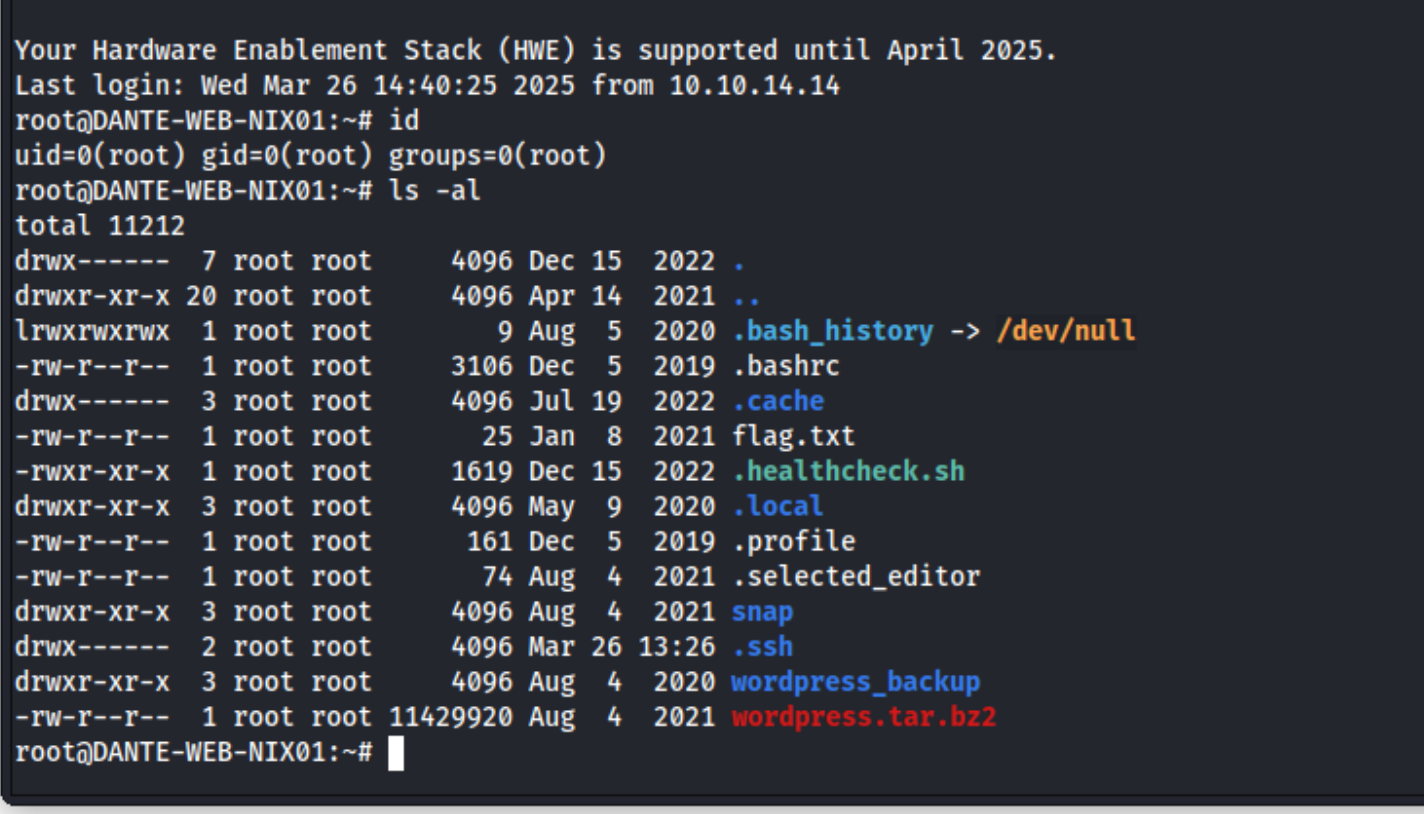 Your Hardware Enablement Stack (HWE) is supported until April 2025.
Last login: Wed Mar 26 14:40:25 2025 from 10.10.14.14
root@DANTE-WEB-NIX01:~# id
uid=0(root) gid=0(root) groups=0(root)
root@DANTE-WEB-NIX01:~# ls -al
total 11212
drwx------  7 root root     4096 Dec 15  2022 .
drwxr-xr-x 20 root root     4096 Apr 14  2021 ..
lrwxrwxrwx  1 root root        9 Aug  5  2020 .bash_history -> /dev/null
-rw-r--r--  1 root root     3106 Dec  5  2019 .bashrc
drwx------  3 root root     4096 Jul 19  2022 .cache
-rw-r--r--  1 root root       25 Jan  8  2021 flag.txt
-rwxr-xr-x  1 root root     1619 Dec 15  2022 .healthcheck.sh
drwxr-xr-x  3 root root     4096 May  9  2020 .local
-rw-r--r--  1 root root      161 Dec  5  2019 .profile
-rw-r--r--  1 root root       74 Aug  4  2021 .selected_editor
drwxr-xr-x  3 root root     4096 Aug  4  2021 snap
drwx------  2 root root     4096 Mar 26 13:26 .ssh
drwxr-xr-x  3 root root     4096 Aug  4  2020 wordpress_backup
-rw-r--r--  1 root root 11429920 Aug  4  2021 wordpress.tar.bz2
root@DANTE-WEB-NIX01:~#